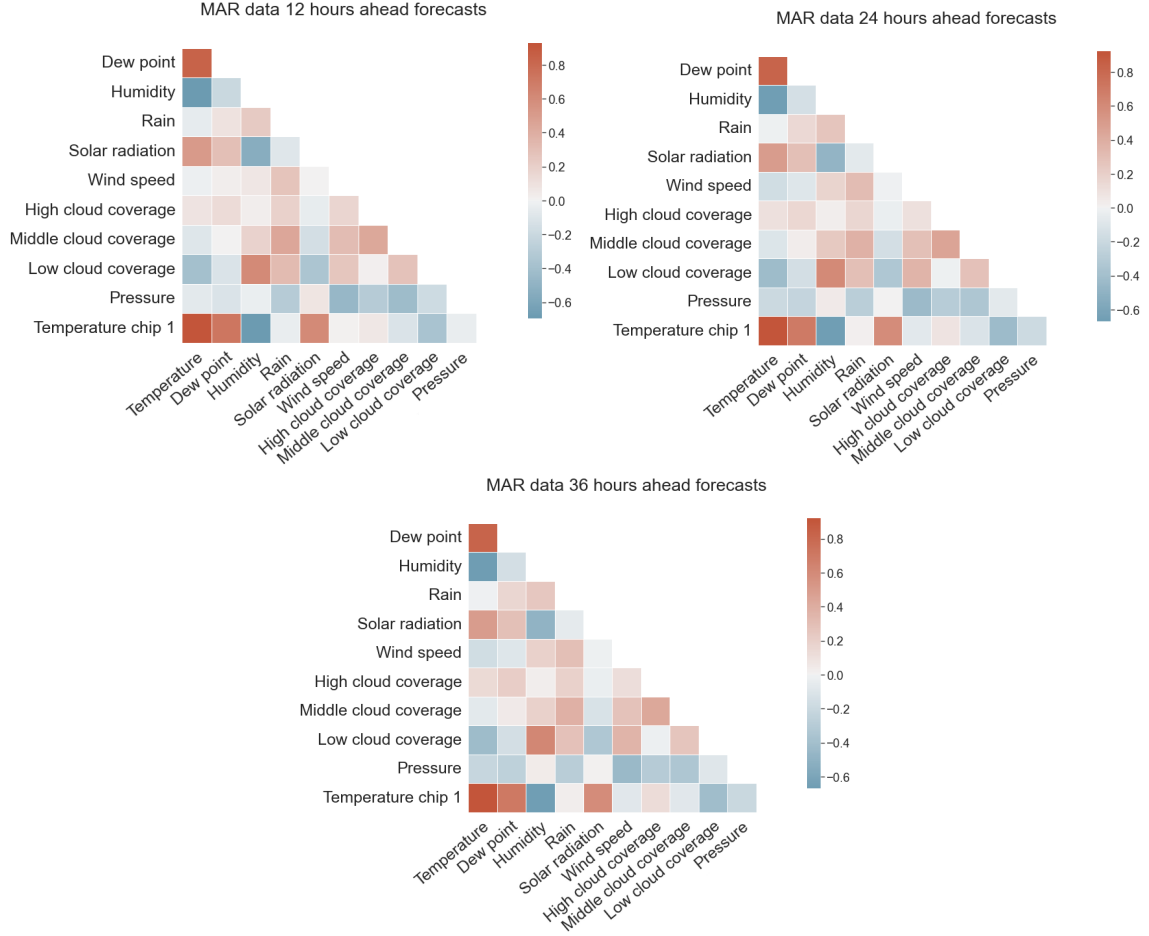 MAR data 12 hours ahead forecasts
Dew point
Humidity
Rain
Solar radiation
Wind speed
High cloud coverage
Middle cloud coverage
Low cloud coverage
Pressure
Temperature chip 1
Temperature
Dew point
Humidity
Rain
Solar radiation
Wind speed
High cloud coverage
Middle cloud coverage
Low cloud coverage
Pressure
0.8
0.6
0.4
0.2
0.0
−0.2
−0.4
−0.6
MAR data 24 hours ahead forecasts
Dew point
Humidity
Rain
Solar radiation
Wind speed
High cloud coverage
Middle cloud coverage
Low cloud coverage
Pressure
Temperature chip 1
Temperature
Dew point
Humidity
Rain
Solar radiation
Wind speed
High cloud coverage
Middle cloud coverage
Low cloud coverage
Pressure
0.8
0.6
0.4
0.2
0.0
−0.2
−0.4
−0.6
MAR data 36 hours ahead forecasts
Dew point
Humidity
Rain
Solar radiation
Wind speed
High cloud coverage
Middle cloud coverage
Low cloud coverage
Pressure
Temperature chip 1
Temperature
Dew point
Humidity
Rain
Solar radiation
Wind speed
High cloud coverage
Middle cloud coverage
Low cloud coverage
Pressure
0.8
0.6
0.4
0.2
0.0
−0.2
−0.4
−0.6